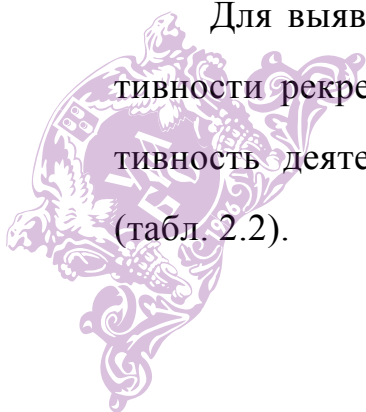 Для выяв
тивности рекре
тивность деяте
(табл. 2.2).